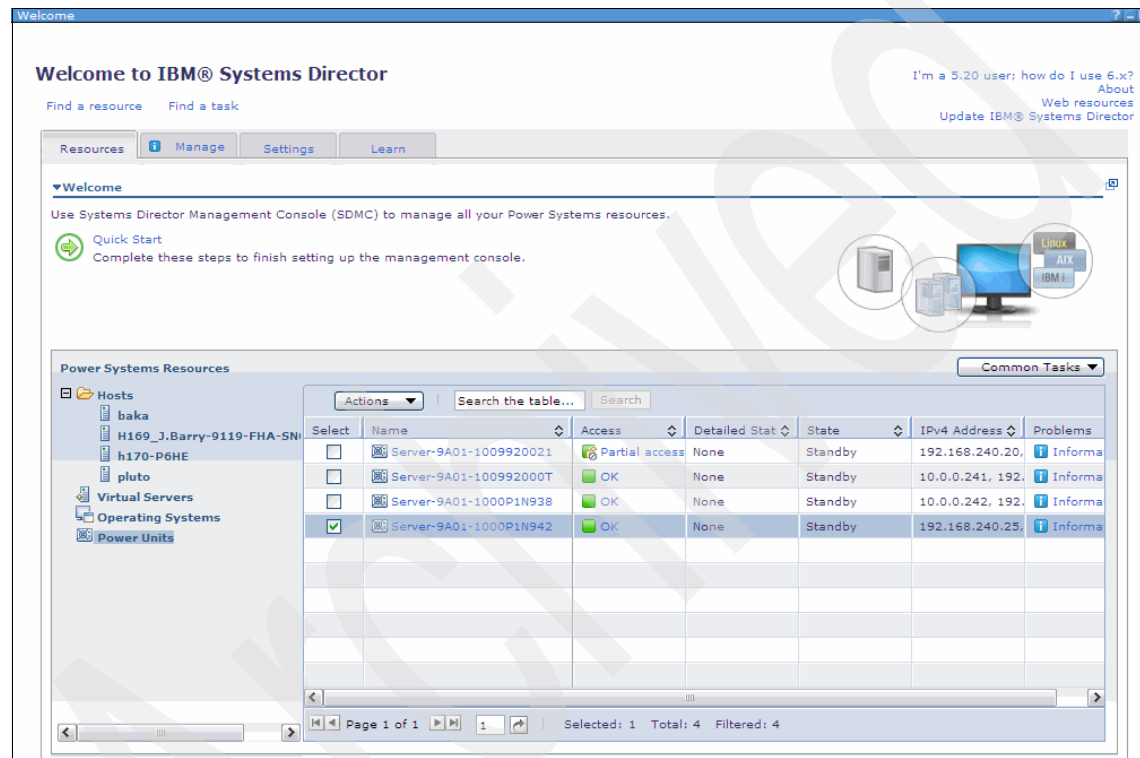 Welcome
Welcome to IBM® Systems Director
I'm a 5.20 user; how do I use 6.x?
About
Find a resource Find a task
Web resources
Update IBM® Systems Director
Resources Manage Settings Learn
Welcome
Use Systems Director Management Console (SDMC) to manage all your Power Systems resources.
Quick Start
Complete these steps to finish setting up the management console.
Linux
AIX
IBM i
Power Systems Resources
Common Tasks
Hosts
baka
H169_J.Barry-9119-FHA-SN
h170-P6HE
pluto
Virtual Servers
Operating Systems
Power Units
Actions Search the table... Search
Select Name Access Detailed Stat State IPv4 Address Problems
Server-9A01-1009920021 Partial access None Standby 192.168.240.20, Informa
Server-9A01-100992000T OK None Standby 10.0.0.241, 192. Informa
Server-9A01-1000P1N938 OK None Standby 10.0.0.242, 192. Informa
Server-9A01-1000P1N942 OK None Standby 192.168.240.25, Informa
Page 1 of 1 1 Selected: 1 Total: 4 Filtered: 4
Archived